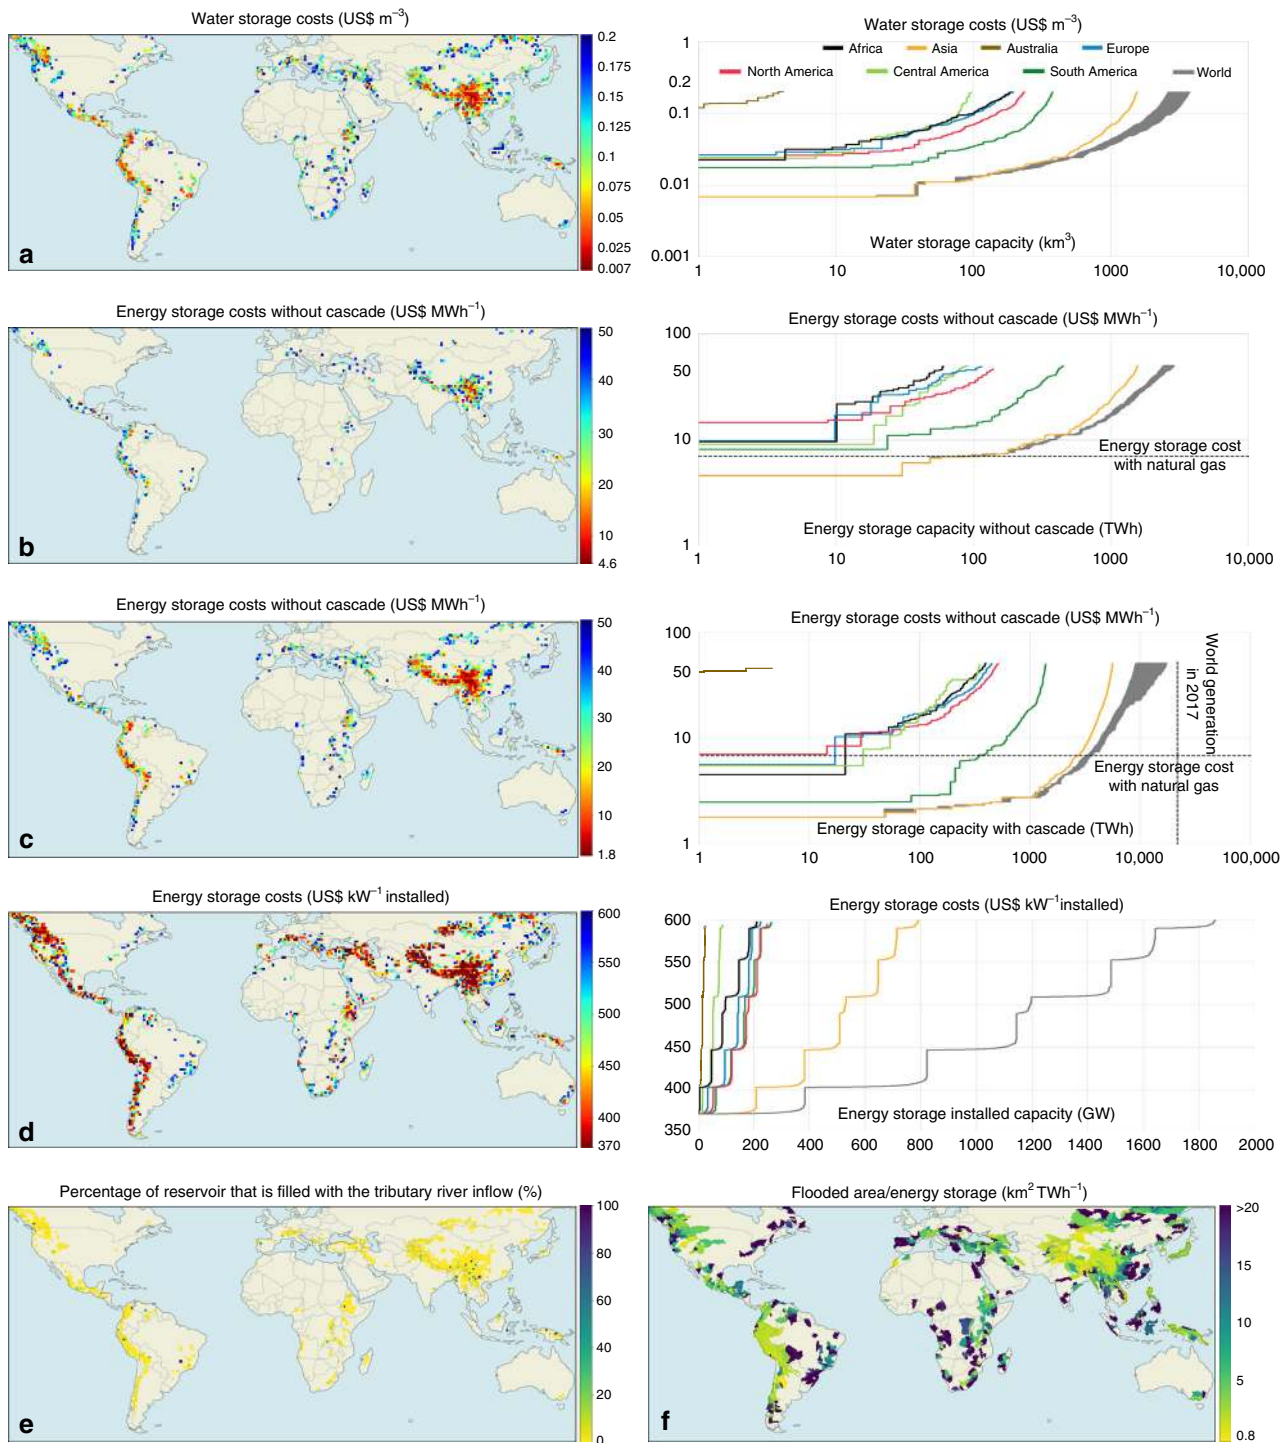 Water storage costs (US$ m⁻³)
0.2
0.175
0.15
0.125
0.1
0.075
0.05
0.025
0.007
a
Water storage costs (US$ m⁻³)
Africa Asia Australia Europe
North America Central America South America World
1
0.2
0.1
0.01
0.001
Water storage capacity (km³)
1 10 100 1000 10,000
Energy storage costs without cascade (US$ MWh⁻¹)
50
40
30
20
10
4.6
b
Energy storage costs without cascade (US$ MWh⁻¹)
100
50
10
1
Energy storage cost
with natural gas
Energy storage capacity without cascade (TWh)
1 10 100 1000 10,000
Energy storage costs without cascade (US$ MWh⁻¹)
50
40
30
20
10
1.8
c
Energy storage costs without cascade (US$ MWh⁻¹)
100
50
10
1
World generation
in 2017
Energy storage cost
with natural gas
Energy storage capacity with cascade (TWh)
1 10 100 1000 10,000 100,000
Energy storage costs (US$ kW⁻¹ installed)
600
550
500
450
400
370
d
Energy storage costs (US$ kW⁻¹installed)
600
550
500
450
400
350
Energy storage installed capacity (GW)
0 200 400 600 800 1000 1200 1400 1600 1800 2000
Percentage of reservoir that is filled with the tributary river inflow (%)
100
80
60
40
20
0
e
Flooded area/energy storage (km² TWh⁻¹)
>20
15
10
5
0.8
f